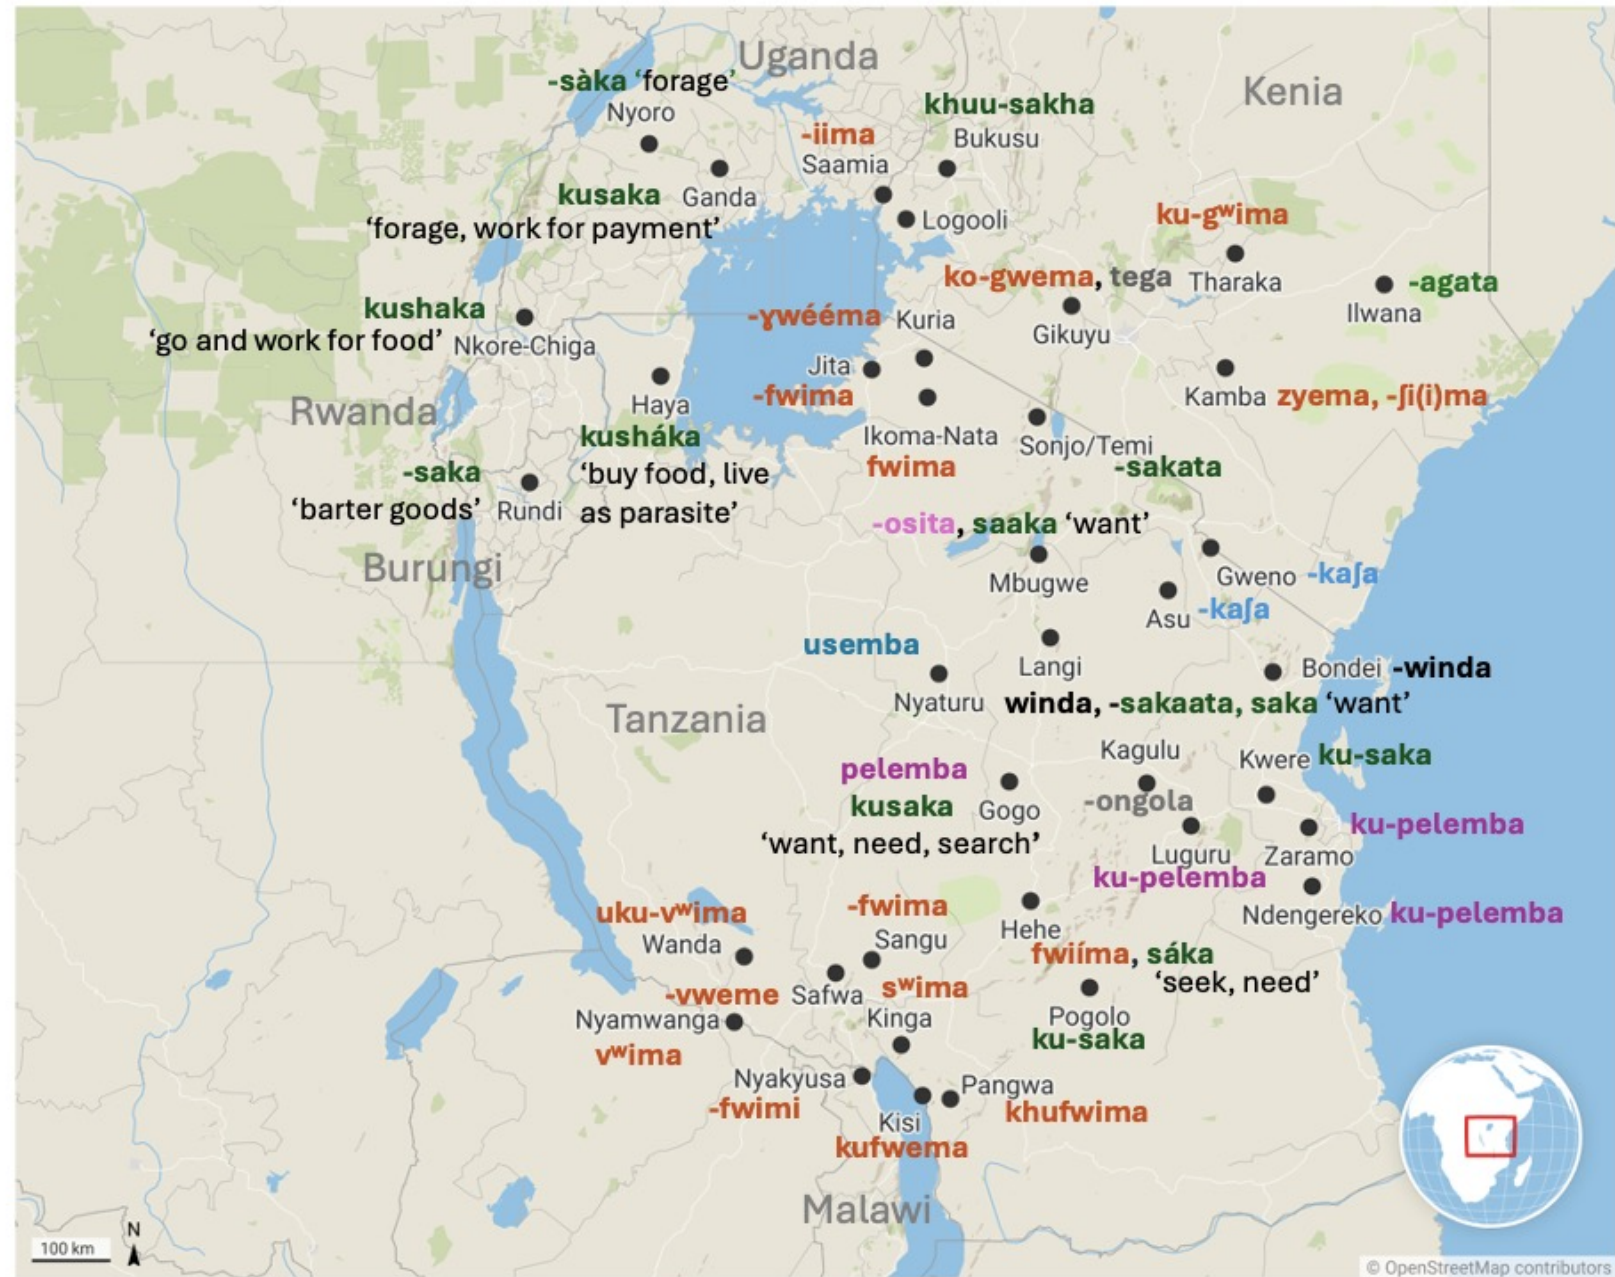 Uganda
Kenia
-sàka ‘forage’
Nyoro
khuu-sakha
Bukusu
-iima
Saamia
kusaka
Ganda
‘forage, work for payment’
Logooli
ku-gʷima
Tharaka
ko-gwema, tega
Gikuyu
-agata
Ilwana
kushaka
‘go and work for food’
Nkore-Chiga
-ɣwééma
Kuria
Jita
-fwima
Kamba
zyema, -ʃi(i)ma
Rwanda
Haya
kusháka
‘buy food, live
as parasite’
Ikoma-Nata
fwima
Sonjo/Temi
-sakata
-saka
‘barter goods’
Rundi
Burungi
-osita, saaka ‘want’
Mbugwe
Gweno
-kaʃa
Asu
-kaʃa
usemba
Nyaturu
Langi
winda, -sakaata, saka ‘want’
Bondei
-winda
Tanzania
Kagulu
-ongola
Kwere
ku-saka
pelemba
kusaka
Gogo
‘want, need, search’
Luguru
ku-pelemba
Zaramo
ku-pelemba
Ndengereko
ku-pelemba
uku-vʷima
Wanda
-fwima
Sangu
Hehe
fwiíma, sáka
‘seek, need’
-vweme
Safwa
sʷima
Kinga
Nyamwanga
vʷima
Pogolo
ku-saka
Nyakyusa
-fwimi
Pangwa
khufwima
Kisi
kufwema
Malawi
N
100 km
© OpenStreetMap contributors